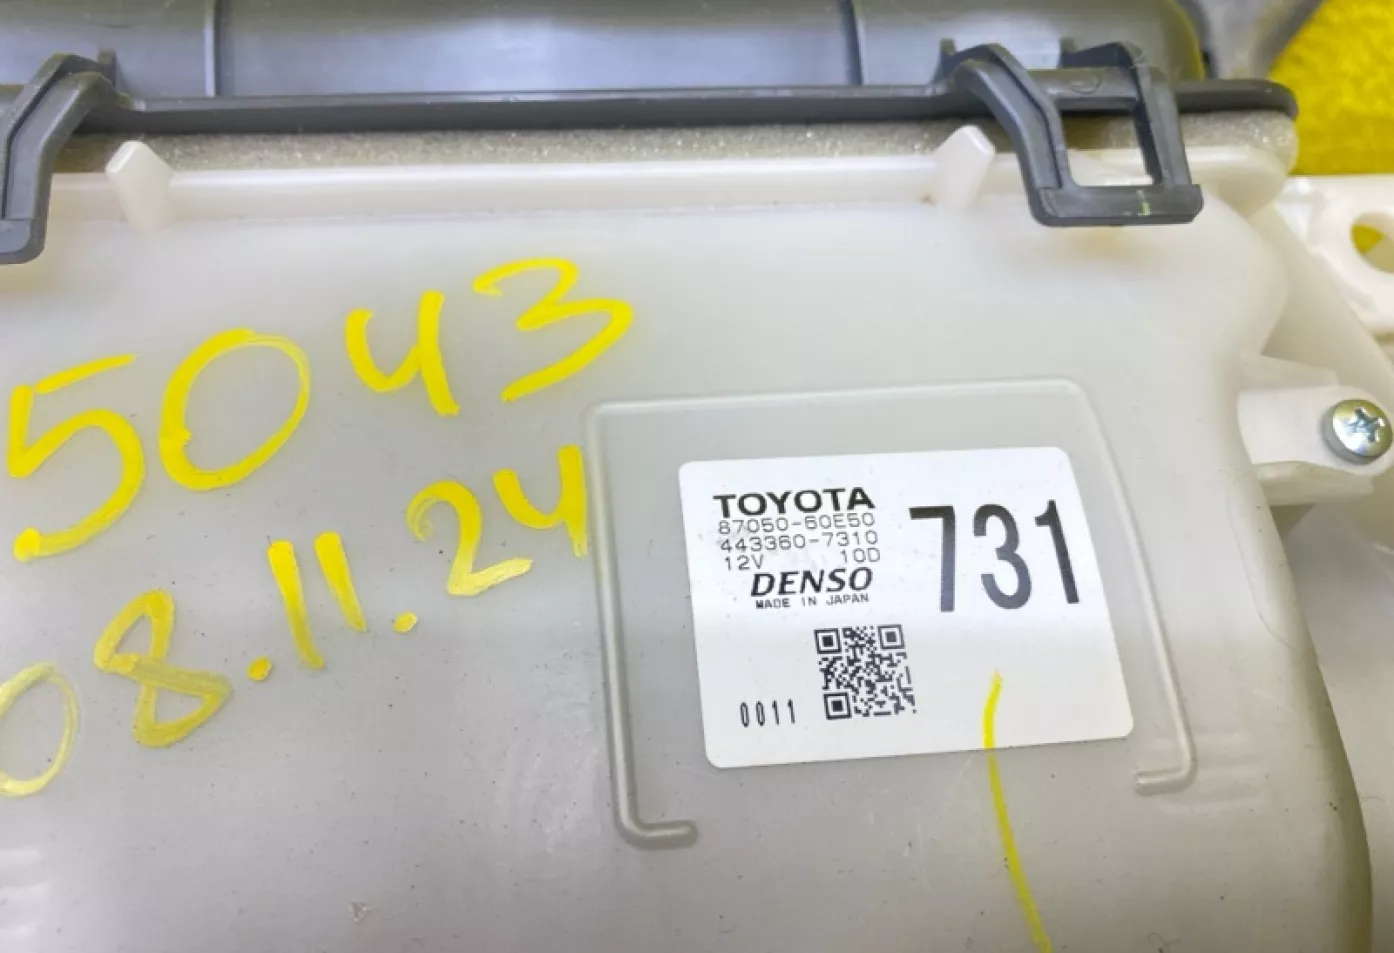 5043
08.11.24
TOYOTA
87050-60E50
443360-7310
12V 10D
DENSO
MADE IN JAPAN
731
0011